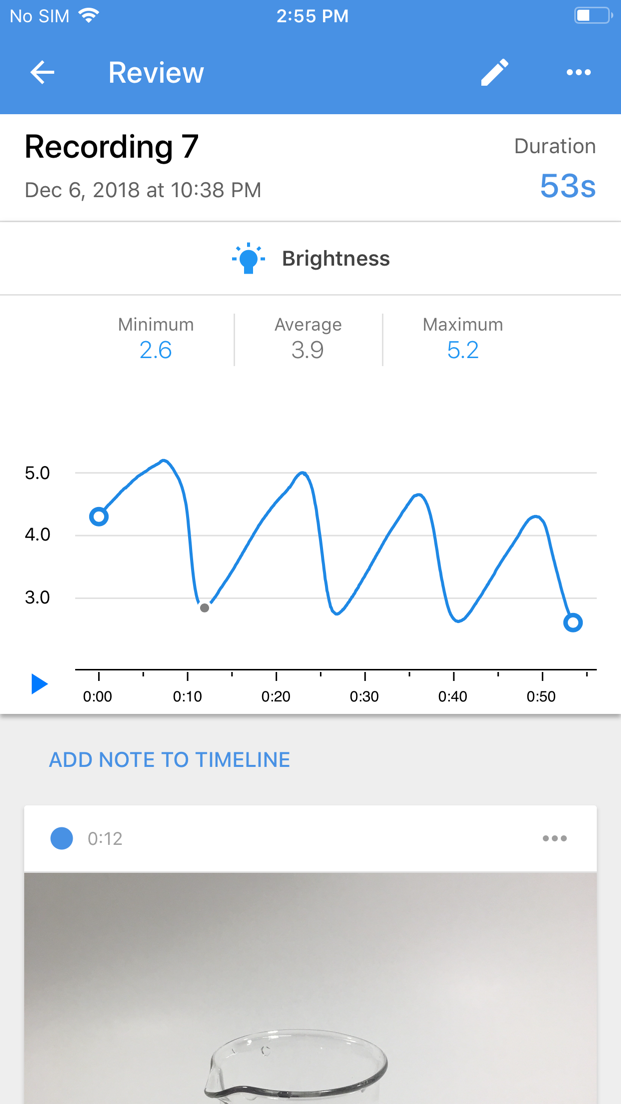 No SIM 2:55 PM
Review
Recording 7
Dec 6, 2018 at 10:38 PM
Duration
53s
Brightness
Minimum Average Maximum
2.6 3.9 5.2
5.0
4.0
3.0
0:00 0:10 0:20 0:30 0:40 0:50
ADD NOTE TO TIMELINE
0:12